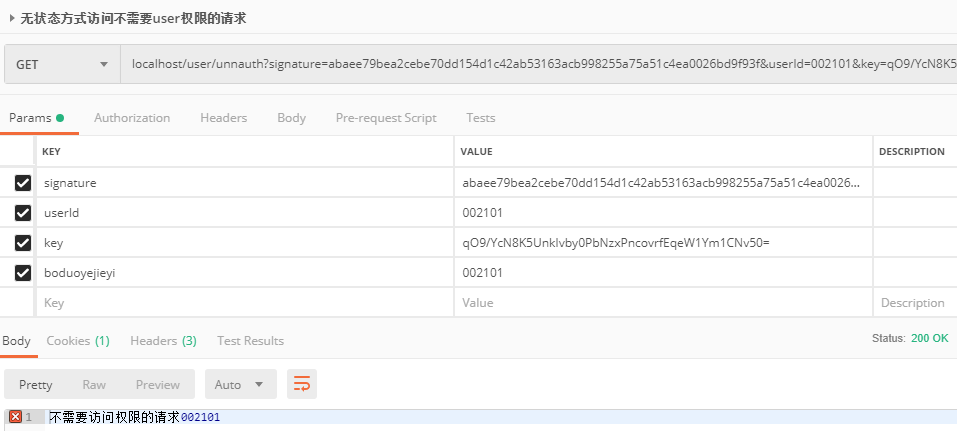 无状态方式访问不需要user权限的请求
GET localhost/user/unnauth?signature=abaee79bea2cebe70dd154d1c42ab53163acb998255a75a51c4ea0026bd9f93f&userId=002101&key=qO9/YcN8K5
Params Authorization Headers Body Pre-request Script Tests
KEY VALUE DESCRIPTION
signature abaee79bea2cebe70dd154d1c42ab53163acb998255a75a51c4ea0026...
userId 002101
key qO9/YcN8K5Unklvby0PbNzxPncovrfEqeW1Ym1CNv50=
boduoyejieyi 002101
Key Value Description
Body Cookies (1) Headers (3) Test Results Status: 200 OK
Pretty Raw Preview Auto
1 不需要访问权限的请求002101